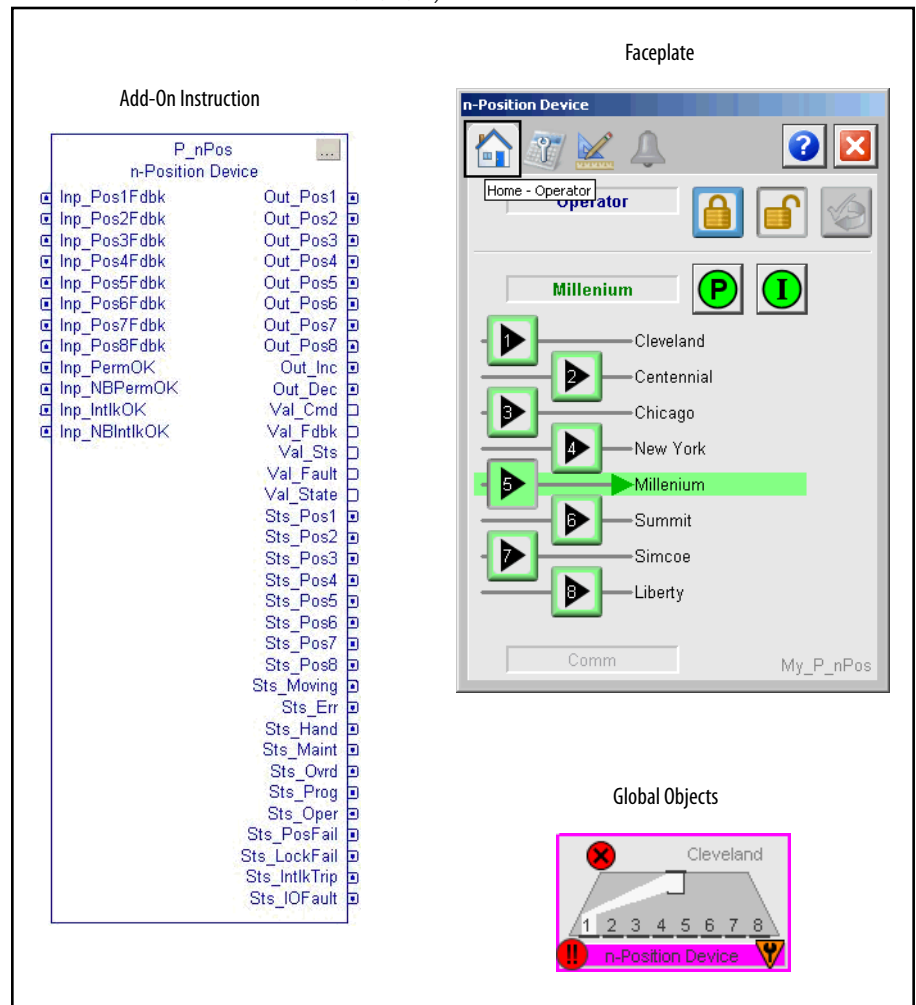 Faceplate
Add-On Instruction
P_nPos
...
n-Position Device
Inp_Pos1Fdbk Out_Pos1
Inp_Pos2Fdbk Out_Pos2
Inp_Pos3Fdbk Out_Pos3
Inp_Pos4Fdbk Out_Pos4
Inp_Pos5Fdbk Out_Pos5
Inp_Pos6Fdbk Out_Pos6
Inp_Pos7Fdbk Out_Pos7
Inp_Pos8Fdbk Out_Pos8
Inp_PermOK Out_Inc
Inp_NBPermOK Out_Dec
Inp_IntlkOK Val_Cmd
Inp_NBIntlkOK Val_Fdbk
Val_Sts
Val_Fault
Val_State
Sts_Pos1
Sts_Pos2
Sts_Pos3
Sts_Pos4
Sts_Pos5
Sts_Pos6
Sts_Pos7
Sts_Pos8
Sts_Moving
Sts_Err
Sts_Hand
Sts_Maint
Sts_Ovrd
Sts_Prog
Sts_Oper
Sts_PosFail
Sts_LockFail
Sts_IntlkTrip
Sts_IOFault
n-Position Device
?
Home - Operator
Operator
Millenium P I
1 Cleveland
2 Centennial
3 Chicago
4 New York
5 Millenium
6 Summit
7 Simcoe
8 Liberty
Comm
My_P_nPos
Global Objects
Cleveland
1 2 3 4 5 6 7 8
!! n-Position Device